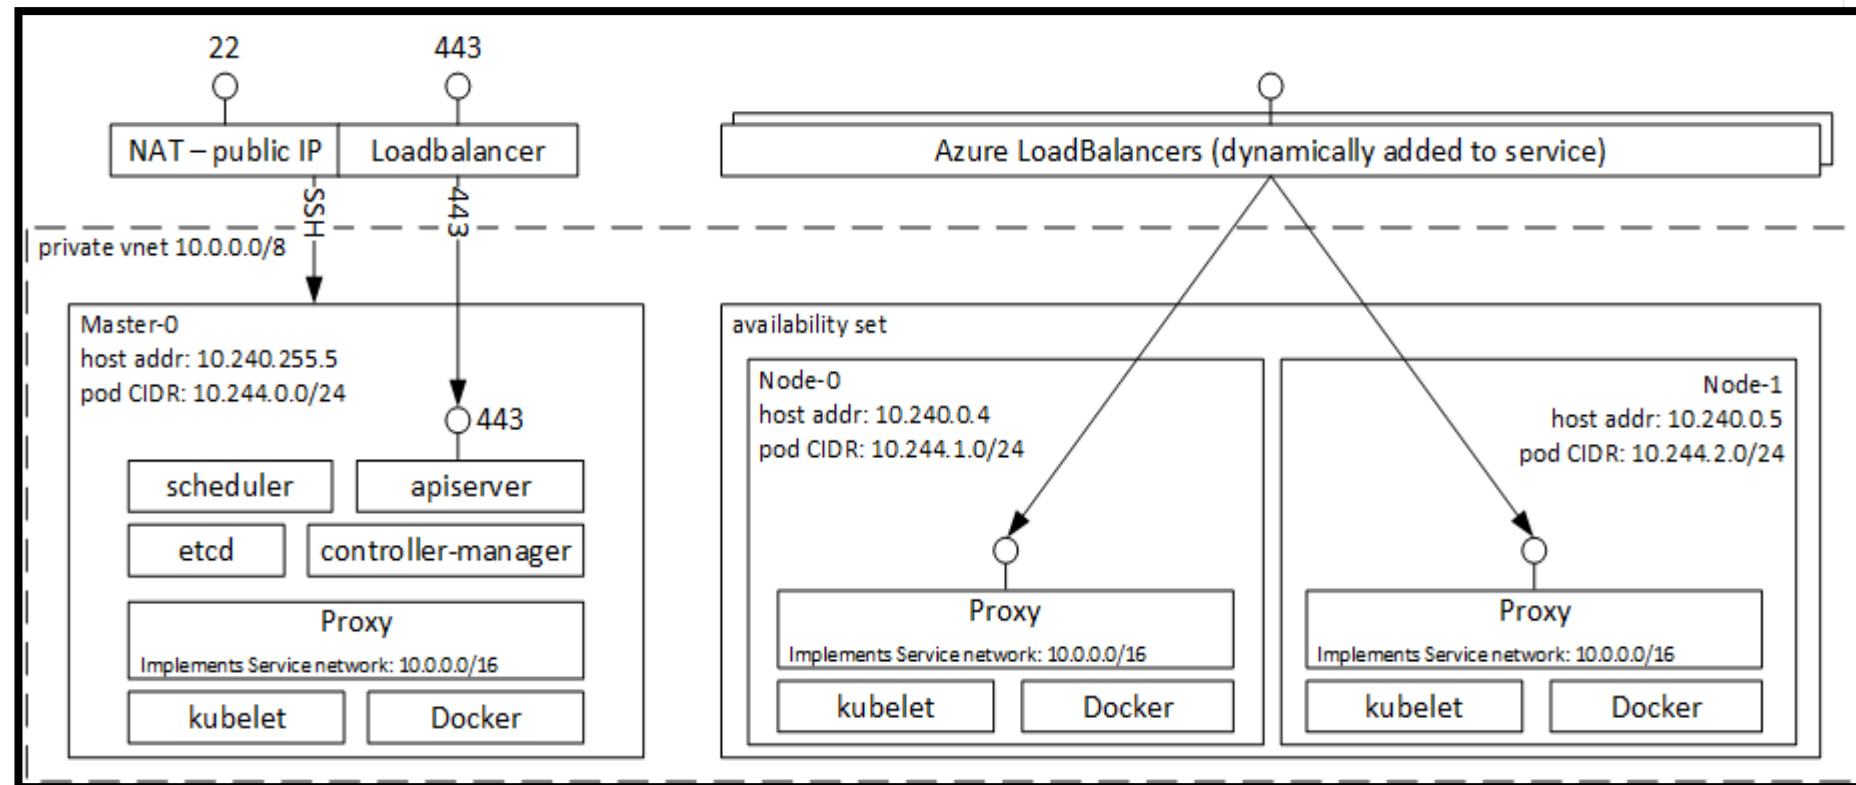 22
443
NAT – public IP
Loadbalancer
Azure LoadBalancers (dynamically added to service)
SSH
443
private vnet 10.0.0.0/8
Master-0
host addr: 10.240.255.5
pod CIDR: 10.244.0.0/24
443
scheduler
apiserver
etcd
controller-manager
Proxy
Implements Service network: 10.0.0.0/16
kubelet
Docker
availability set
Node-0
host addr: 10.240.0.4
pod CIDR: 10.244.1.0/24
Proxy
Implements Service network: 10.0.0.0/16
kubelet
Docker
Node-1
host addr: 10.240.0.5
pod CIDR: 10.244.2.0/24
Proxy
Implements Service network: 10.0.0.0/16
kubelet
Docker